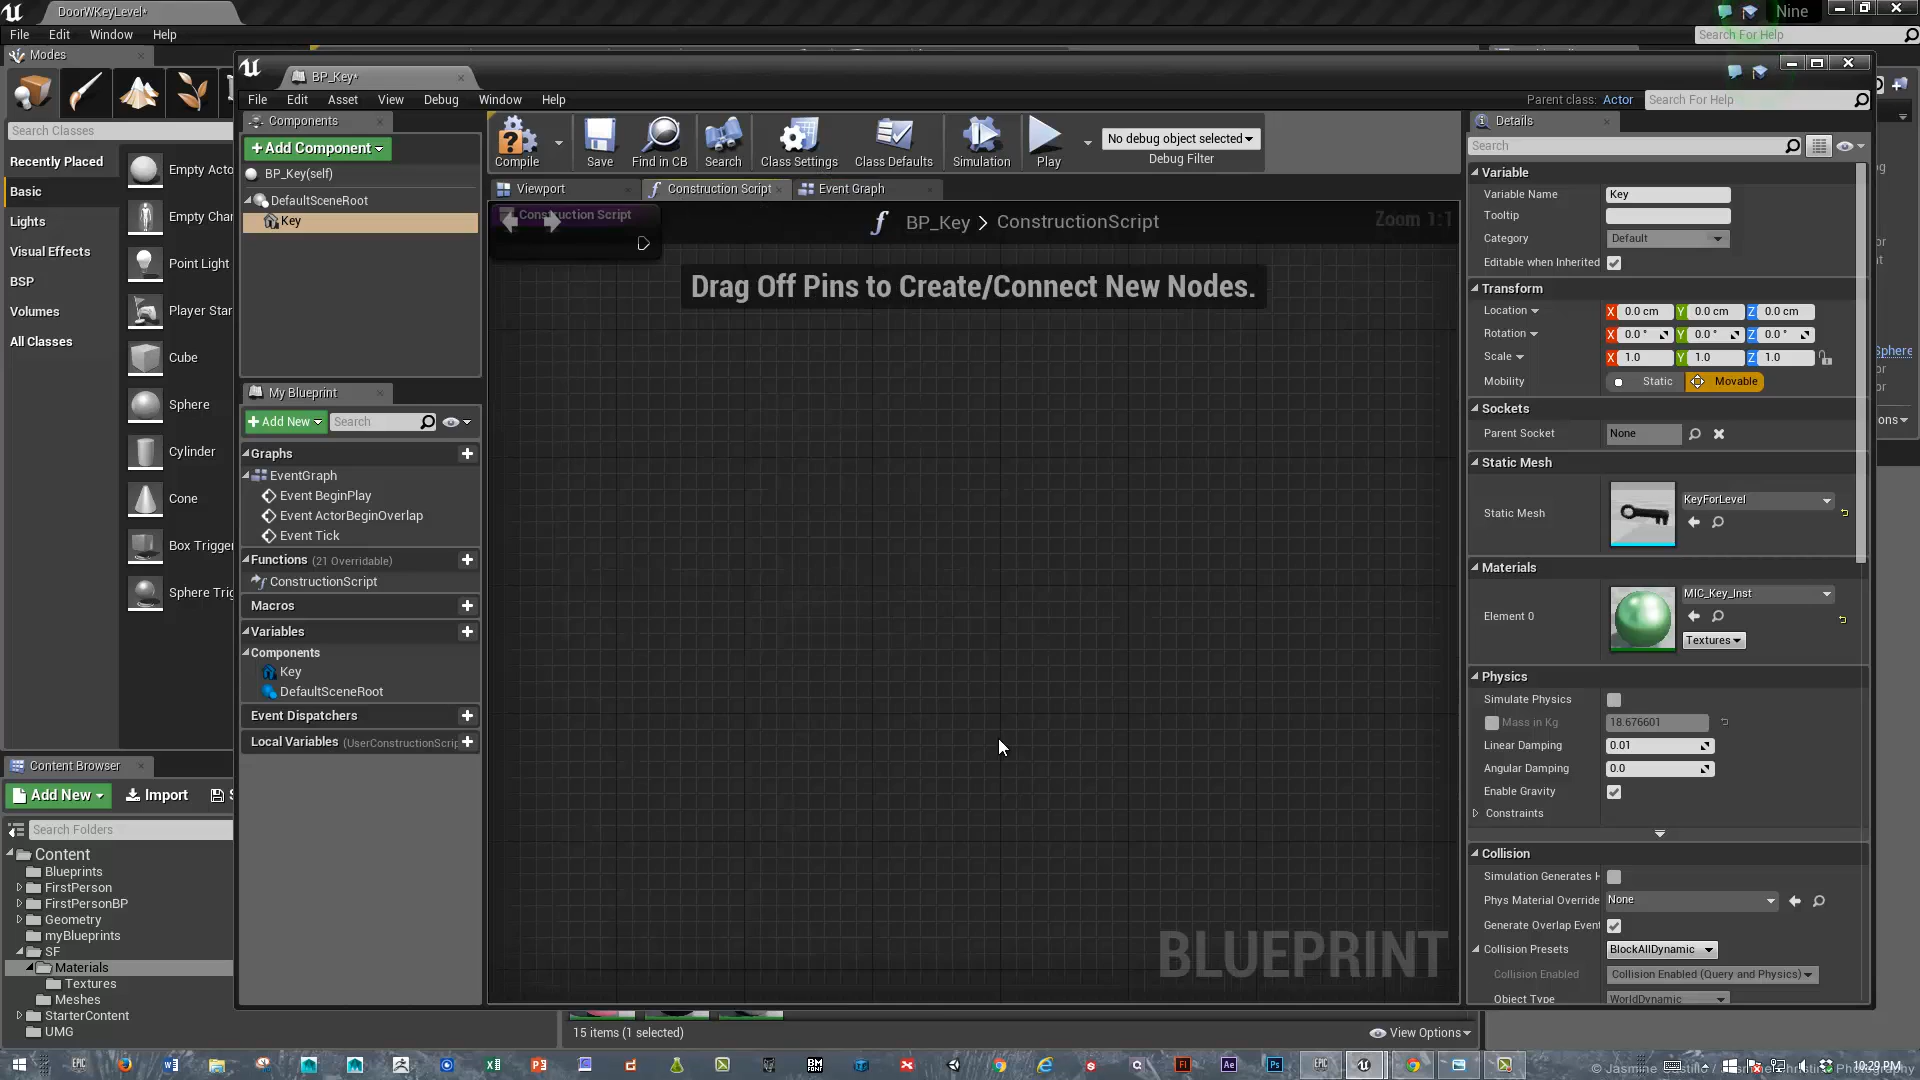 DoorWKeyLevel*
Nine
File Edit Window Help
Search For Help
Modes
Search Classes
Recently Placed
Basic
Lights
Visual Effects
BSP
Volumes
All Classes
Empty Acto
Empty Char
Point Light
Player Star
Cube
Sphere
Cylinder
Cone
Box Trigger
Sphere Trig
Content Browser
Add New Import
Search Folders
Content
Blueprints
FirstPerson
FirstPersonBP
Geometry
myBlueprints
SF
Materials
Textures
Meshes
StarterContent
UMG
BP_Key*
File Edit Asset View Debug Window Help
Parent class: Actor
Search For Help
Components
+Add Component
BP_Key(self)
DefaultSceneRoot
Key
My Blueprint
+Add New Search
Graphs
EventGraph
Event BeginPlay
Event ActorBeginOverlap
Event Tick
Functions (21 Overridable)
ConstructionScript
Macros
Variables
Components
Key
DefaultSceneRoot
Event Dispatchers
Local Variables (UserConstructionScrip
Compile Save Find in CB Search Class Settings Class Defaults Simulation Play
No debug object selected
Debug Filter
Viewport Construction Script Event Graph
Construction Script
BP_Key > ConstructionScript
Zoom 1:1
Drag Off Pins to Create/Connect New Nodes.
BLUEPRINT
15 items (1 selected)
View Options
Details
Search
Variable
Variable Name Key
Tooltip
Category Default
Editable when Inherited
Transform
Location X 0.0 cm Y 0.0 cm Z 0.0 cm
Rotation X 0.0 ° Y 0.0 ° Z 0.0 °
Scale X 1.0 Y 1.0 Z 1.0
Mobility Static Movable
Sockets
Parent Socket None
Static Mesh
Static Mesh KeyForLevel
Materials
Element 0 MIC_Key_Inst
Textures
Physics
Simulate Physics
Mass in Kg 18.676601
Linear Damping 0.01
Angular Damping 0.0
Enable Gravity
Constraints
Collision
Simulation Generates H
Phys Material Override None
Generate Overlap Event
Collision Presets BlockAllDynamic
Collision Enabled Collision Enabled (Query and Physics)
Object Type WorldDynamic
Sphere
ons
10:29 PM